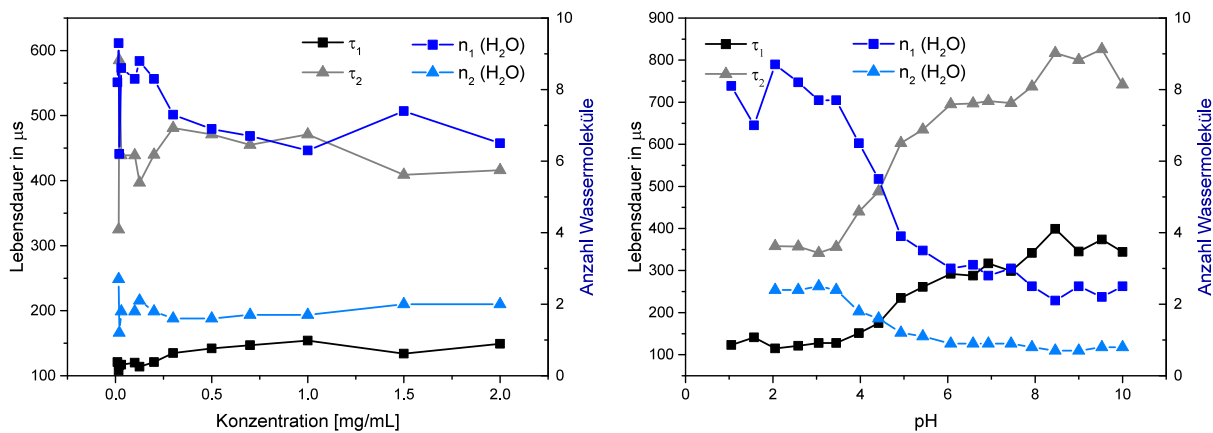 τ1 n1 (H2O)
τ2 n2 (H2O)
600
500
400
300
200
100
10
8
6
4
2
0
0.0 0.5 1.0 1.5 2.0
Lebensdauer in µs
Anzahl Wassermoleküle
Konzentration [mg/mL]
τ1 n1 (H2O)
τ2 n2 (H2O)
900
800
700
600
500
400
300
200
100
10
8
6
4
2
0
0 2 4 6 8 10
Lebensdauer in µs
Anzahl Wassermoleküle
pH